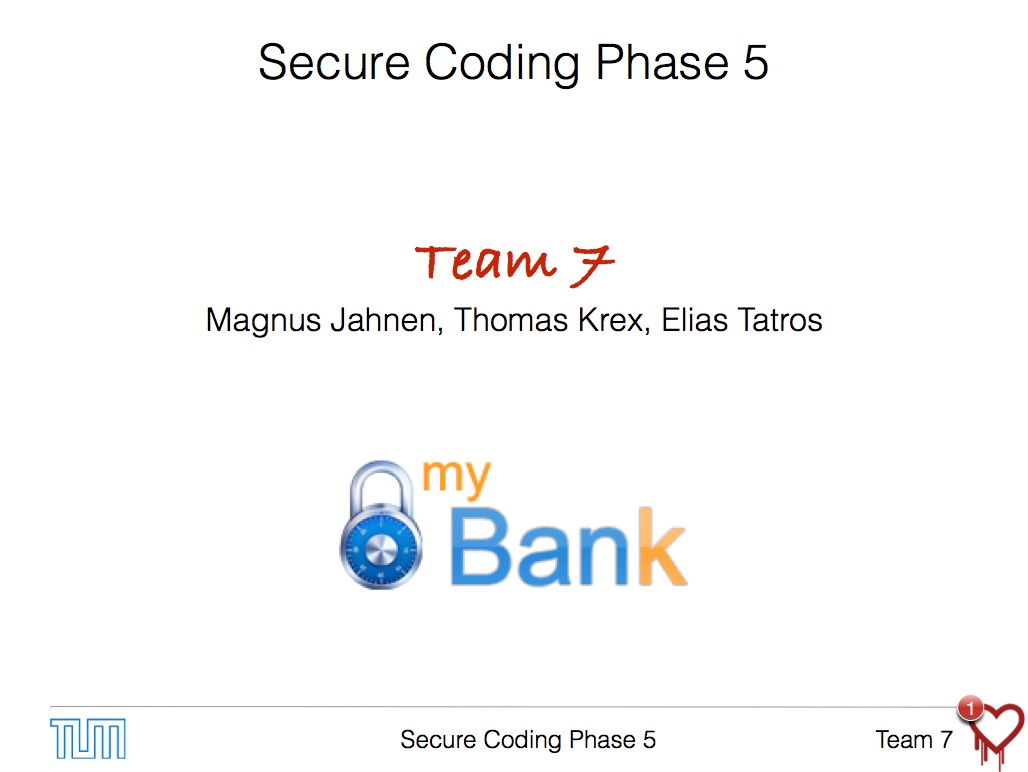 Secure Coding Phase 5
Team 7
Magnus Jahnen, Thomas Krex, Elias Tatros
my
Bank
TUM
Secure Coding Phase 5
Team 7
1